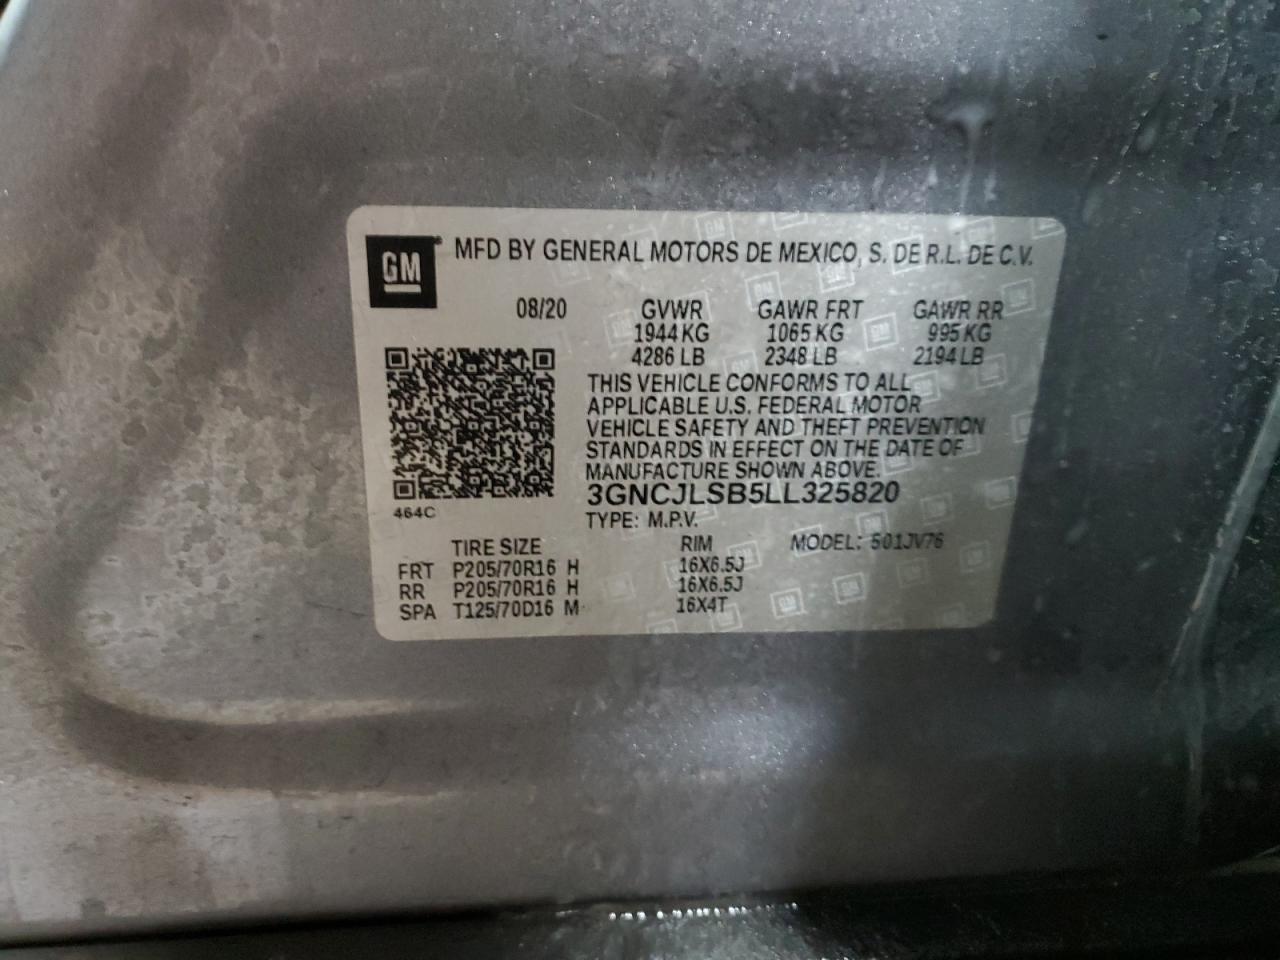 GM
MFD BY GENERAL MOTORS DE MEXICO, S. DE R.L. DE C.V.
08/20 GVWR GAWR FRT GAWR RR
1944 KG 1065 KG 995 KG
4286 LB 2348 LB 2194 LB
THIS VEHICLE CONFORMS TO ALL
APPLICABLE U.S. FEDERAL MOTOR
VEHICLE SAFETY AND THEFT PREVENTION
STANDARDS IN EFFECT ON THE DATE OF
MANUFACTURE SHOWN ABOVE.
3GNCJLSB5LL325820
464C
TYPE: M.P.V.
TIRE SIZE RIM MODEL: 501JV76
FRT P205/70R16 H 16X6.5J
RR P205/70R16 H 16X6.5J
SPA T125/70D16 M 16X4T